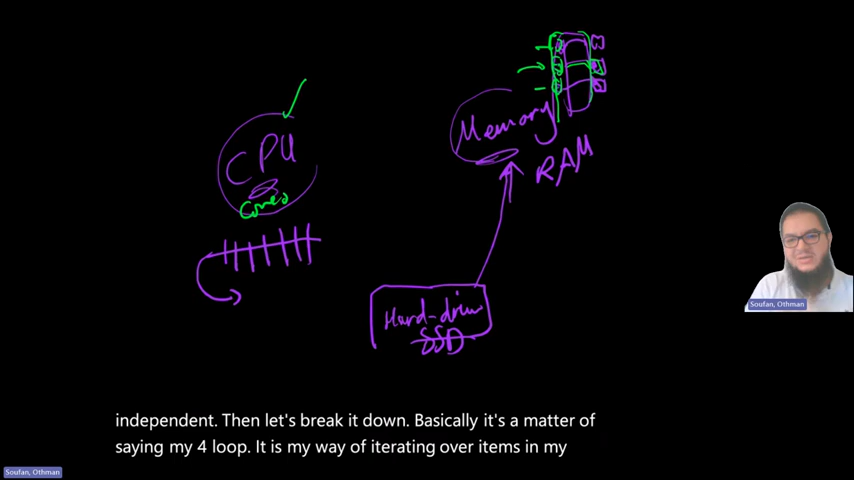 CPU
Cores
Memory
RAM
Hard-drive
SSD
Soufan, Othman
independent. Then let's break it down. Basically it's a matter of
saying my 4 loop. It is my way of iterating over items in my
Soufan, Othman